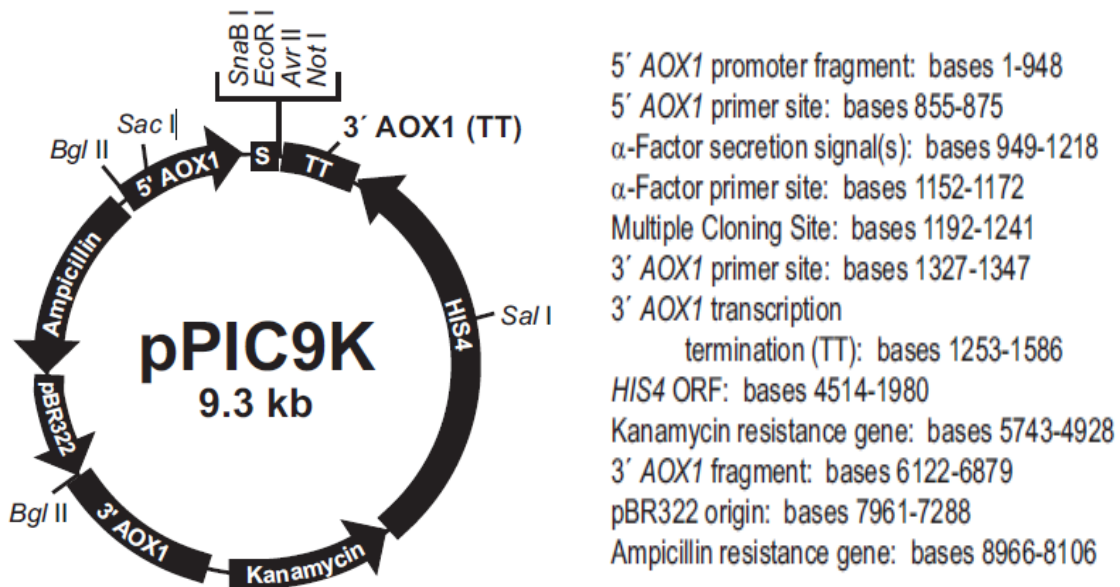 SnaB I
EcoR I
Avr II
Not I
Sac I
Bgl II
5' AOX1
S
TT
3´ AOX1 (TT)
Ampicillin
HIS4
Sal I
pPIC9K
9.3 kb
pBR322
Bgl II
3' AOX1
Kanamycin
5´ AOX1 promoter fragment: bases 1-948
5´ AOX1 primer site: bases 855-875
α-Factor secretion signal(s): bases 949-1218
α-Factor primer site: bases 1152-1172
Multiple Cloning Site: bases 1192-1241
3´ AOX1 primer site: bases 1327-1347
3´ AOX1 transcription
termination (TT): bases 1253-1586
HIS4 ORF: bases 4514-1980
Kanamycin resistance gene: bases 5743-4928
3´ AOX1 fragment: bases 6122-6879
pBR322 origin: bases 7961-7288
Ampicillin resistance gene: bases 8966-8106